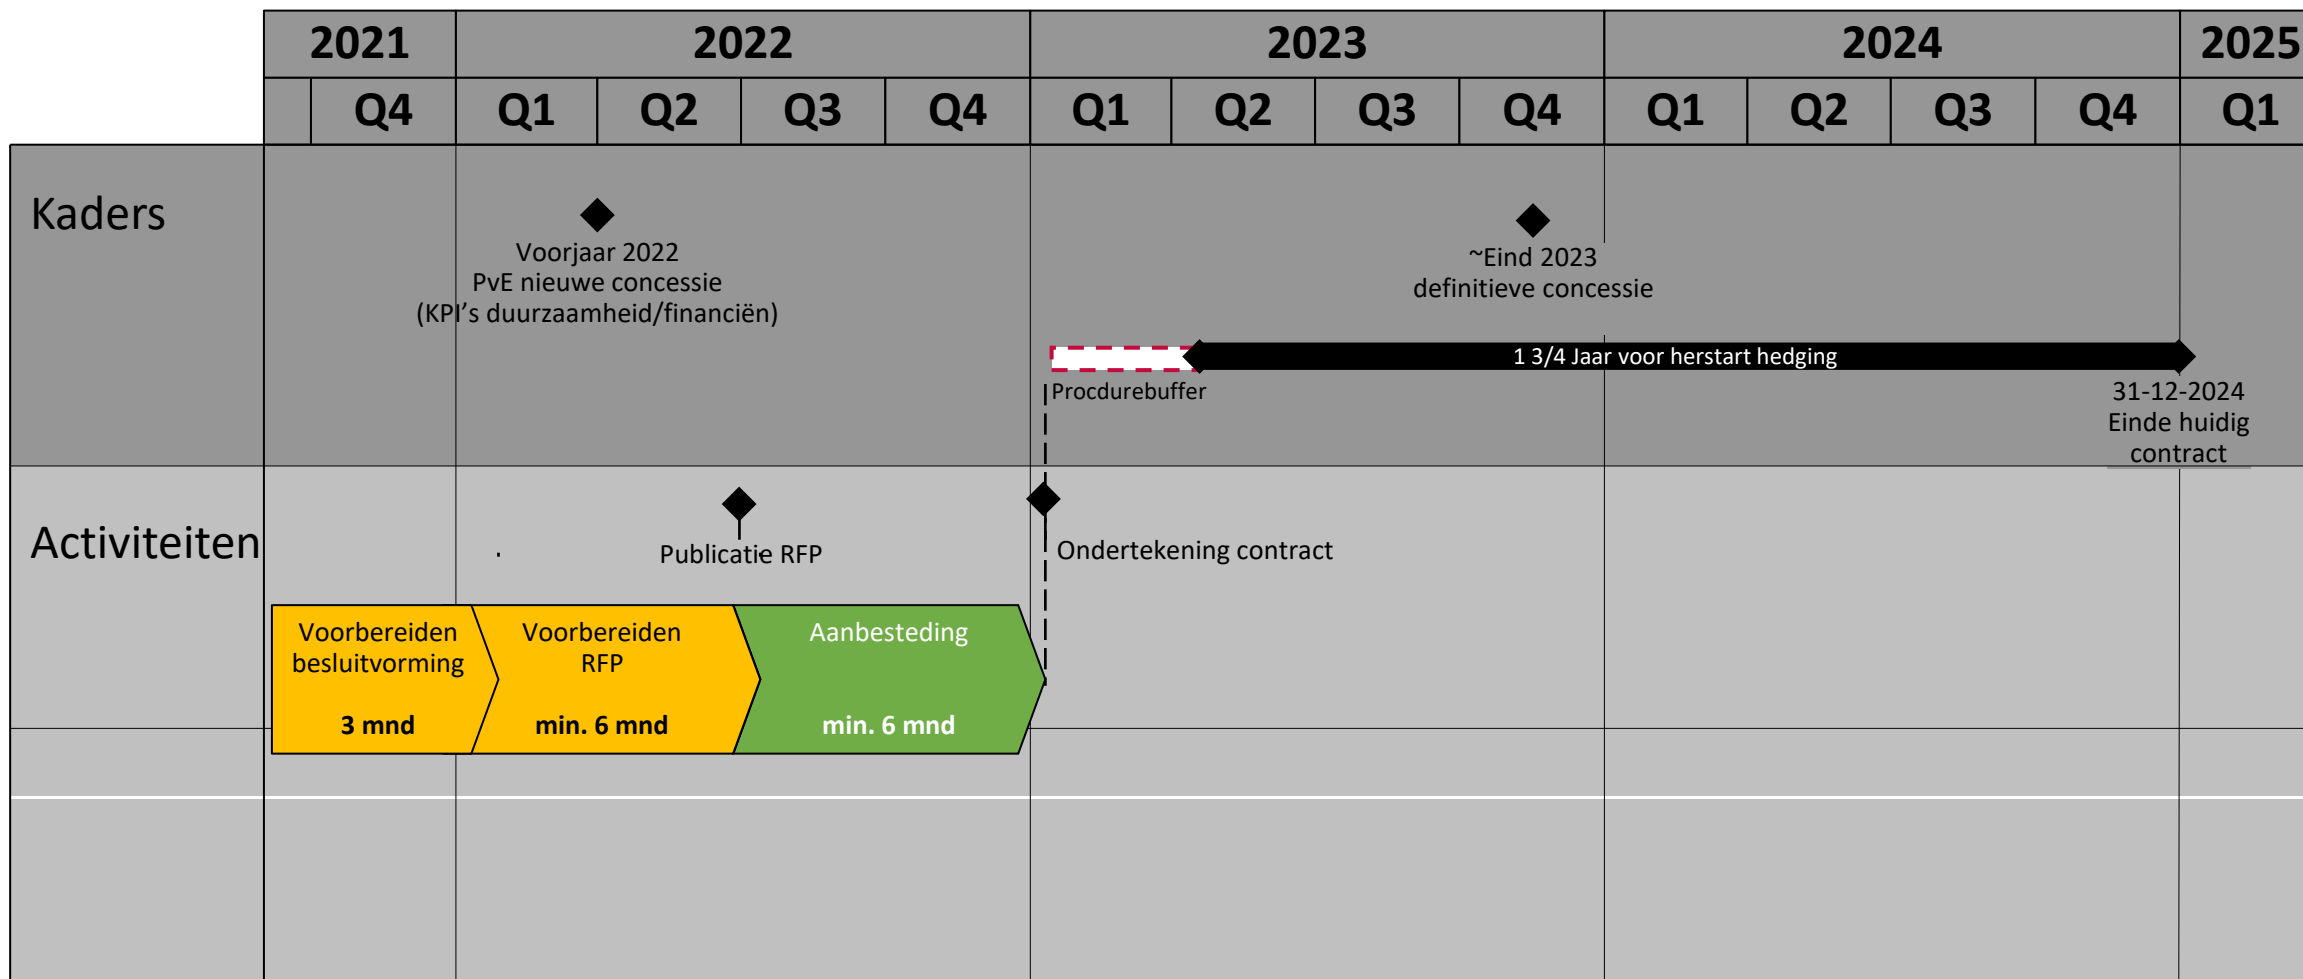 2021 2022 2023 2024 2025
Q4 Q1 Q2 Q3 Q4 Q1 Q2 Q3 Q4 Q1 Q2 Q3 Q4 Q1
Kaders
Voorjaar 2022
PvE nieuwe concessie
(KPI's duurzaamheid/financiën)
~Eind 2023
definitieve concessie
1 3/4 Jaar voor herstart hedging
Procdurebuffer
31-12-2024
Einde huidig
contract
Activiteiten
Publicatie RFP
Ondertekening contract
Voorbereiden
besluitvorming
3 mnd
Voorbereiden
RFP
min. 6 mnd
Aanbesteding
min. 6 mnd